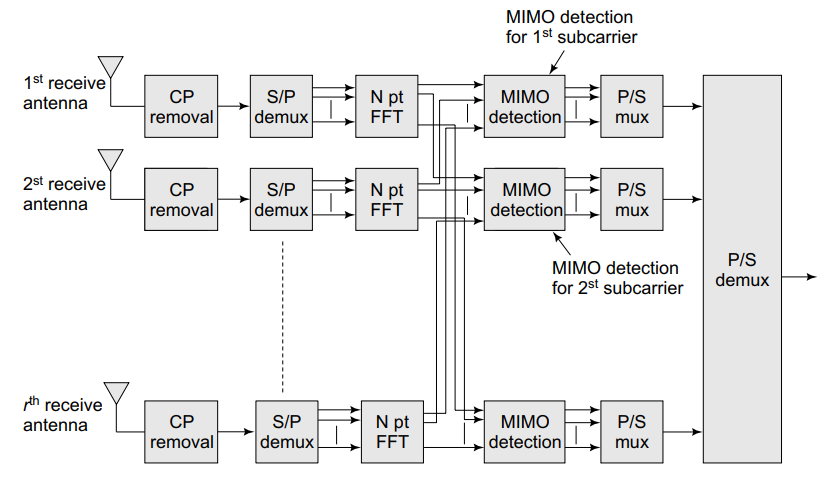 MIMO detection
for 1st subcarrier
1st receive
antenna
CP
removal
S/P
demux
N pt
FFT
MIMO
detection
P/S
mux
2st receive
antenna
CP
removal
S/P
demux
N pt
FFT
MIMO
detection
P/S
mux
P/S
demux
MIMO detection
for 2st subcarrier
rth receive
antenna
CP
removal
S/P
demux
N pt
FFT
MIMO
detection
P/S
mux